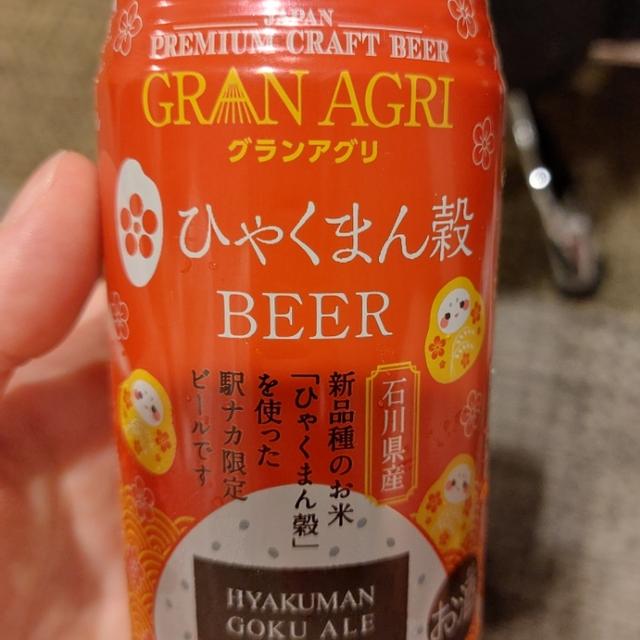 JAPAN
PREMIUM CRAFT BEER
GRAN AGRI
グランアグリ
ひゃくまん穀
BEER
石川県産
新品種のお米
「ひゃくまん穀」
を使った
駅ナカ限定
ビールです
HYAKUMAN
GOKU ALE
お酒